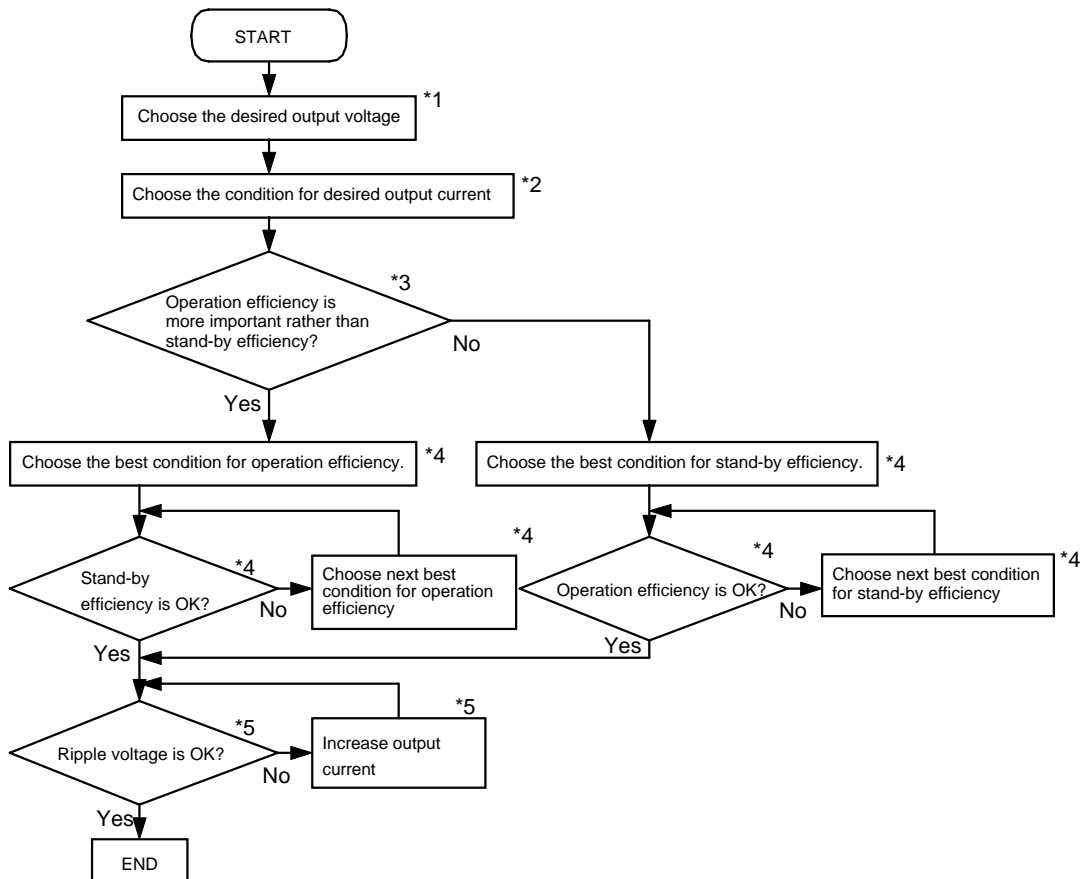 START
Choose the desired output voltage
*1
Choose the condition for desired output current
*2
*3
Operation efficiency is
more important rather than
stand-by efficiency?
No
Yes
Choose the best condition for operation efficiency.
*4
Choose the best condition for stand-by efficiency.
*4
Stand-by
efficiency is OK?
*4
No
Yes
Choose next best
condition for operation
efficiency
*4
Operation efficiency is OK?
*4
No
Yes
Choose next best condition
for stand-by efficiency
*4
Ripple voltage is OK?
*5
No
Yes
Increase output
current
*5
END